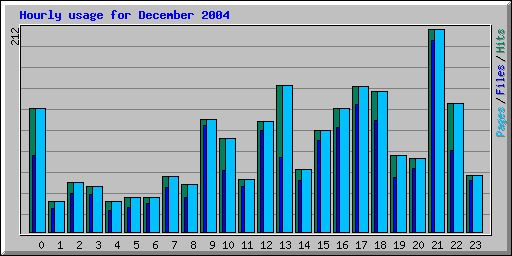 Hourly usage for December 2004
212
Pages/Files/Hits
0 1 2 3 4 5 6 7 8 9 10 11 12 13 14 15 16 17 18 19 20 21 22 23